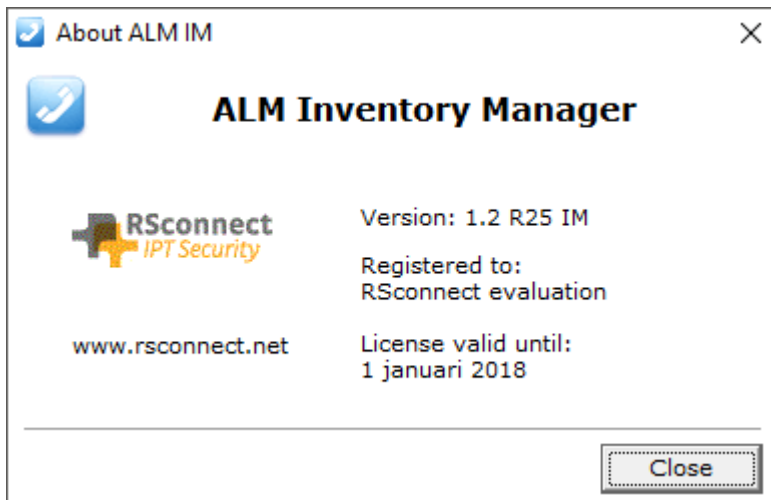 About ALM IM
ALM Inventory Manager
RSconnect
IPT Security
www.rsconnect.net
Version: 1.2 R25 IM
Registered to:
RSconnect evaluation
License valid until:
1 januari 2018
Close